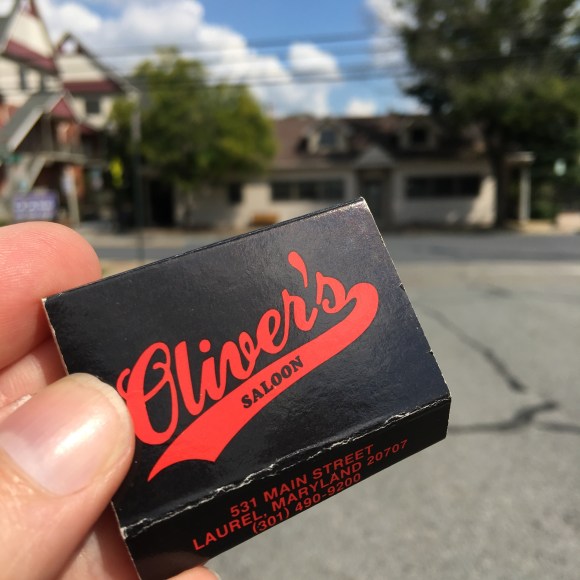 Oliver's
SALOON
531 MAIN STREET
LAUREL, MARYLAND 20707
(301) 490-9200